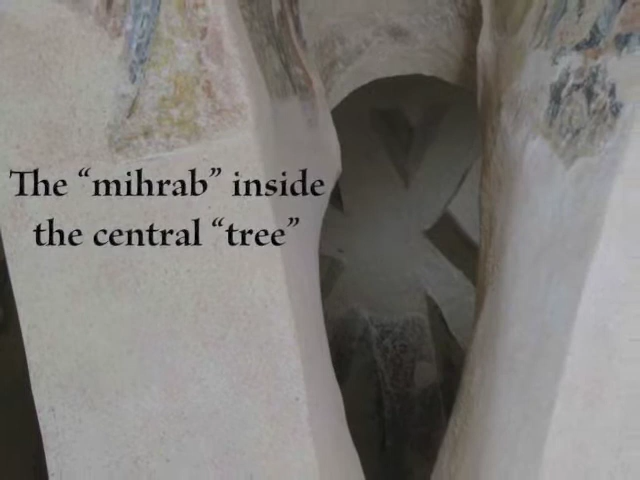 The “mihrab” inside
the central “tree”